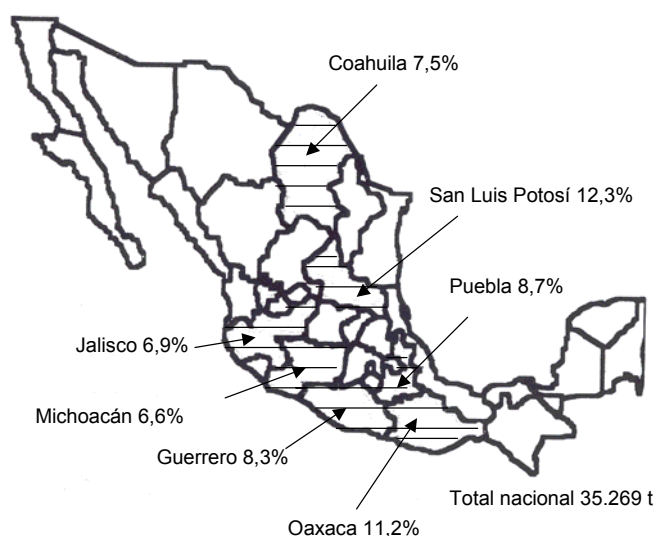 Coahuila 7,5%
San Luis Potosí 12,3%
Puebla 8,7%
Jalisco 6,9%
Michoacán 6,6%
Guerrero 8,3%
Total nacional 35.269 t
Oaxaca 11,2%